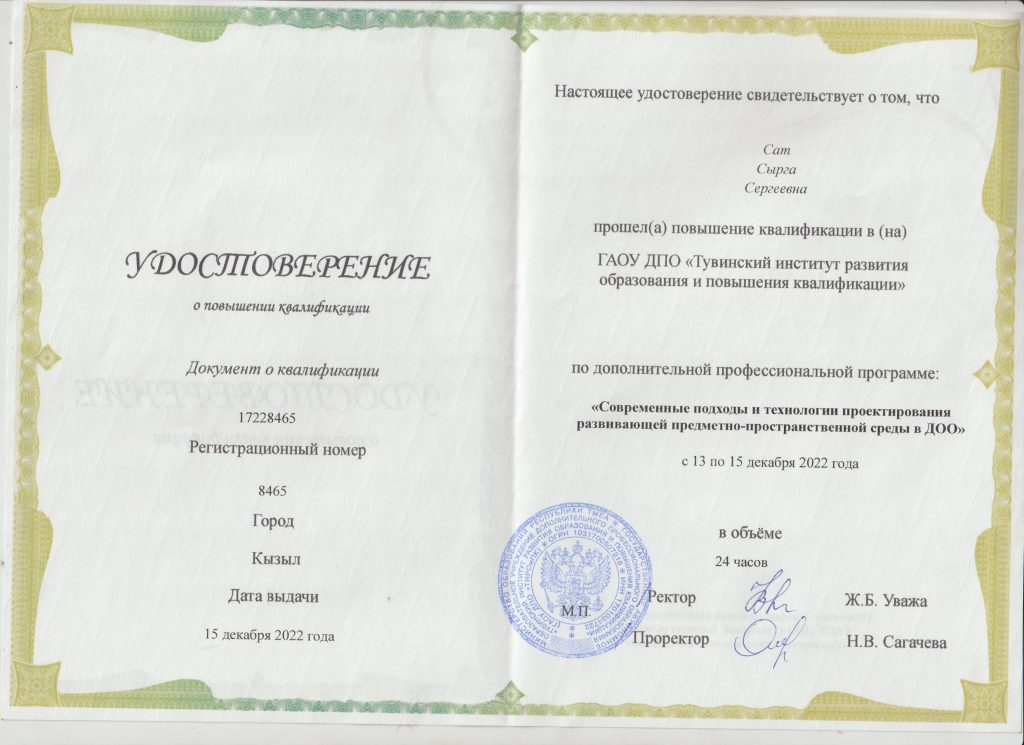 УДОСТОВЕРЕНИЕ
о повышении квалификации
Документ о квалификации
17228465
Регистрационный номер
8465
Город
Кызыл
Дата выдачи
15 декабря 2022 года
Настоящее удостоверение свидетельствует о том, что
Сат
Сырга
Сергеевна
прошел(а) повышение квалификации в (на)
ГАОУ ДПО «Тувинский институт развития
образования и повышения квалификации»
по дополнительной профессиональной программе:
«Современные подходы и технологии проектирования
развивающей предметно-пространственной среды в ДОО»
с 13 по 15 декабря 2022 года
в объёме
24 часов
М.П.
Ректор
Ж.Б. Уважа
Проректор
Н.В. Сагачева